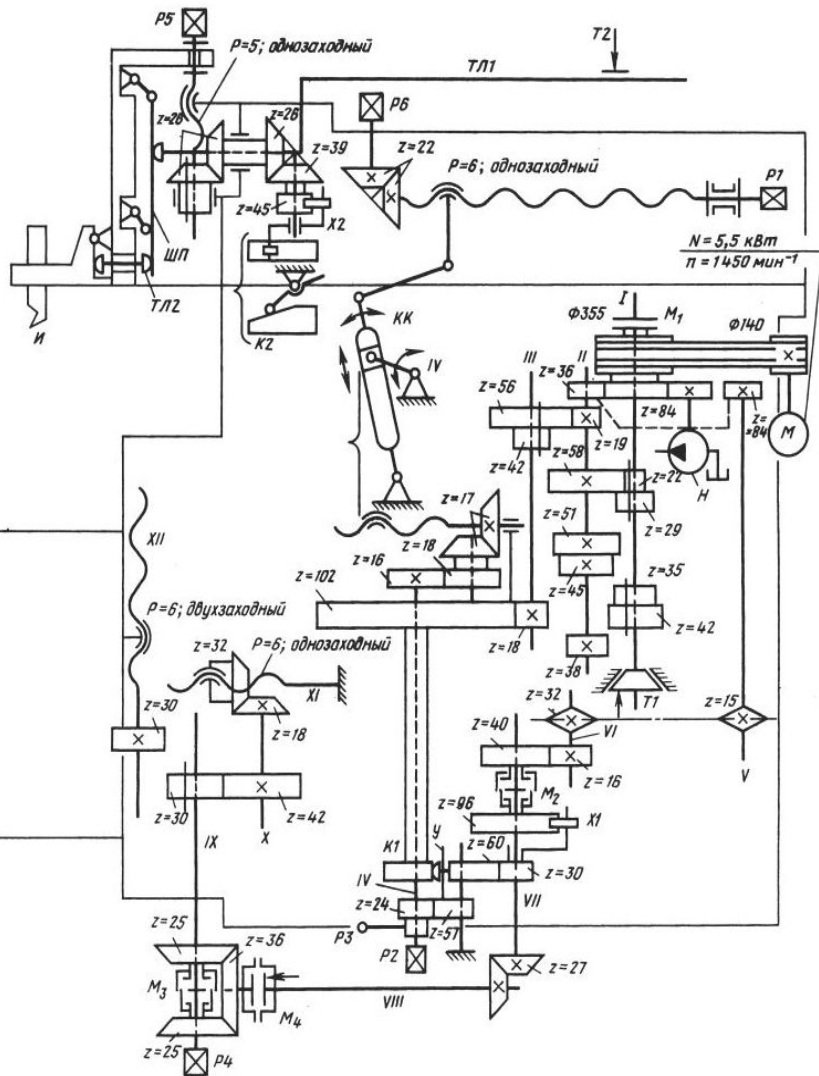 P5
P=5; однозаходный
T2
ТЛ1
P6
z=26
z=28
z=22
z=39
P=6; однозаходный
P1
z=45
X2
N = 5,5 кВт
n = 1450 мин⁻¹
ШП
ТЛ2
И
К2
КК
IV
I
Ф355
M₁
Ф140
III
II
z=36
z=56
z=84
z=
=84
М
z=19
z=42
z=58
z=22
Н
z=29
z=17
z=51
XII
z=16
z=18
z=35
z=102
z=45
P=6; двухзаходный
z=42
z=18
z=32
P=6; однозаходный
z=38
T1
XI
z=32
z=15
z=30
z=18
z=40
VI
V
z=16
M₂
z=30
z=42
z=96
X1
IX
X
К1
У
z=60
z=30
IV
VII
z=24
z=57
P3
z=25
z=36
P2
z=27
M₃
M₄
VIII
z=25
P4